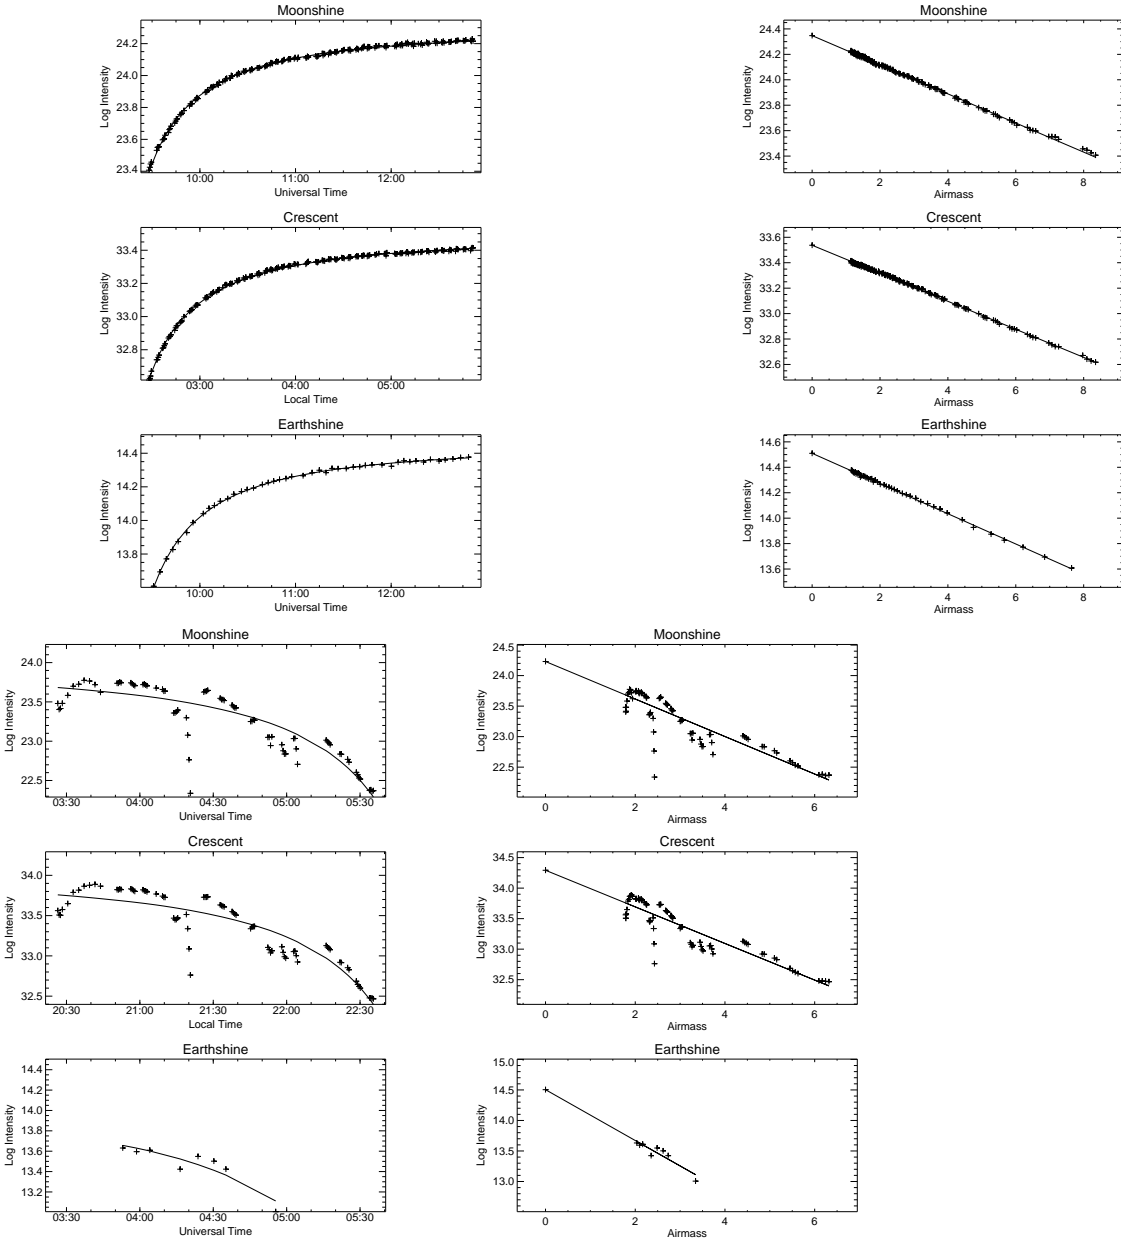 Moonshine
Log Intensity
24.2
24.0
23.8
23.6
23.4
10:00 11:00 12:00
Universal Time
Moonshine
Log Intensity
24.4
24.2
24.0
23.8
23.6
23.4
0 2 4 6 8
Airmass
Crescent
Log Intensity
33.4
33.2
33.0
32.8
03:00 04:00 05:00
Local Time
Crescent
Log Intensity
33.6
33.4
33.2
33.0
32.8
32.6
0 2 4 6 8
Airmass
Earthshine
Log Intensity
14.4
14.2
14.0
13.8
10:00 11:00 12:00
Universal Time
Earthshine
Log Intensity
14.6
14.4
14.2
14.0
13.8
13.6
0 2 4 6 8
Airmass
Moonshine
Log Intensity
24.0
23.5
23.0
22.5
03:30 04:00 04:30 05:00 05:30
Universal Time
Moonshine
Log Intensity
24.5
24.0
23.5
23.0
22.5
0 2 4 6
Airmass
Crescent
Log Intensity
34.0
33.5
33.0
32.5
20:30 21:00 21:30 22:00 22:30
Local Time
Crescent
Log Intensity
34.5
34.0
33.5
33.0
32.5
0 2 4 6
Airmass
Earthshine
Log Intensity
14.4
14.2
14.0
13.8
13.6
13.4
13.2
03:30 04:00 04:30 05:00 05:30
Universal Time
Earthshine
Log Intensity
15.0
14.5
14.0
13.5
13.0
0 2 4 6
Airmass